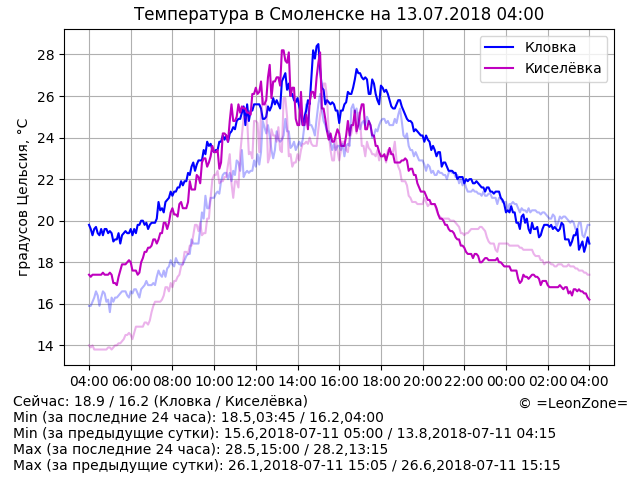 Температура в Смоленске на 13.07.2018 04:00
Кловка
Киселёвка
градусов Цельсия, °C
28
26
24
22
20
18
16
14
04:00 06:00 08:00 10:00 12:00 14:00 16:00 18:00 20:00 22:00 00:00 02:00 04:00
Сейчас: 18.9 / 16.2 (Кловка / Киселёвка)
© =LeonZone=
Min (за последние 24 часа): 18.5,03:45 / 16.2,04:00
Min (за предыдущие сутки): 15.6,2018-07-11 05:00 / 13.8,2018-07-11 04:15
Max (за последние 24 часа): 28.5,15:00 / 28.2,13:15
Max (за предыдущие сутки): 26.1,2018-07-11 15:05 / 26.6,2018-07-11 15:15